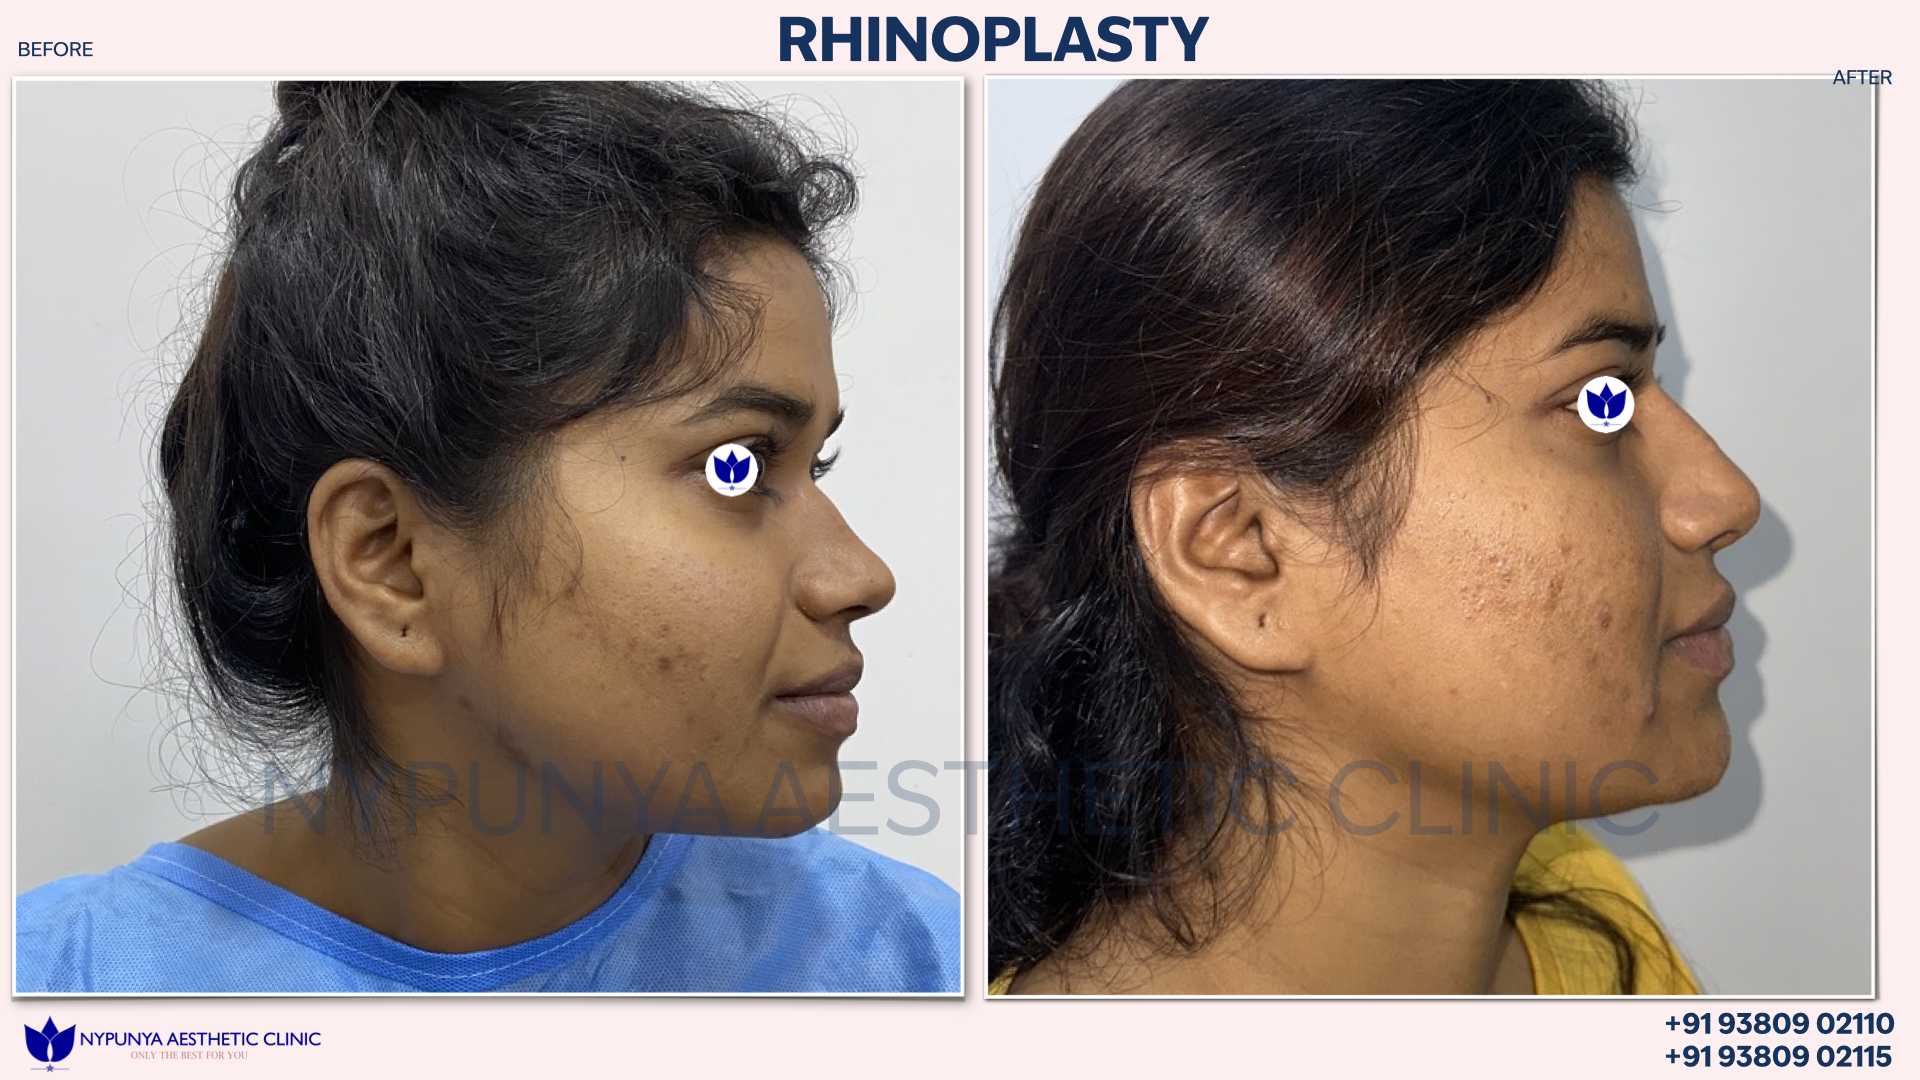 RHINOPLASTY
BEFORE
AFTER
NYPUNYA AESTHETIC CLINIC
NYPUNYA AESTHETIC CLINIC
ONLY THE BEST FOR YOU
+91 93809 02110
+91 93809 02115